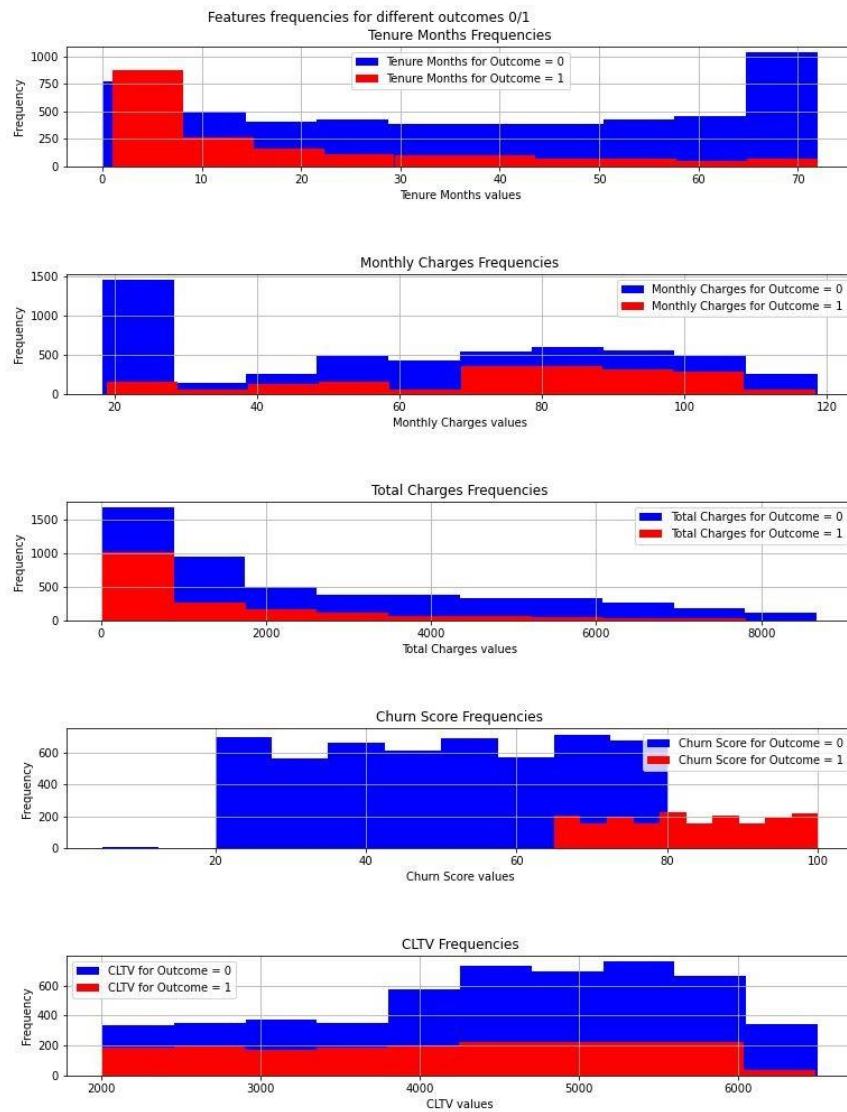 Features frequencies for different outcomes 0/1
Tenure Months Frequencies
1000
750
500
250
0
Frequency
Tenure Months for Outcome = 0
Tenure Months for Outcome = 1
0 10 20 30 40 50 60 70
Tenure Months values
Monthly Charges Frequencies
1500
1000
500
0
Frequency
Monthly Charges for Outcome = 0
Monthly Charges for Outcome = 1
20 40 60 80 100 120
Monthly Charges values
Total Charges Frequencies
1500
1000
500
0
Frequency
Total Charges for Outcome = 0
Total Charges for Outcome = 1
0 2000 4000 6000 8000
Total Charges values
Churn Score Frequencies
600
400
200
0
Frequency
Churn Score for Outcome = 0
Churn Score for Outcome = 1
20 40 60 80 100
Churn Score values
CLTV Frequencies
600
400
200
0
Frequency
CLTV for Outcome = 0
CLTV for Outcome = 1
2000 3000 4000 5000 6000
CLTV values